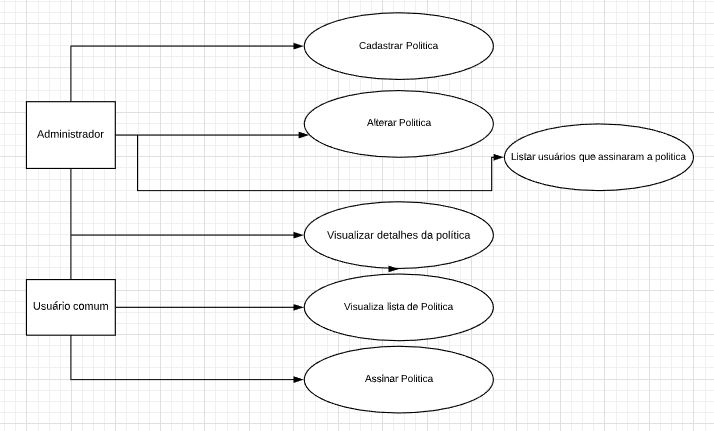 Cadastrar Politica
Alterar Politica
Administrador
Listar usuários que assinaram a politica
Visualizar detalhes da política
Usuário comum
Visualiza lista de Politica
Assinar Politica